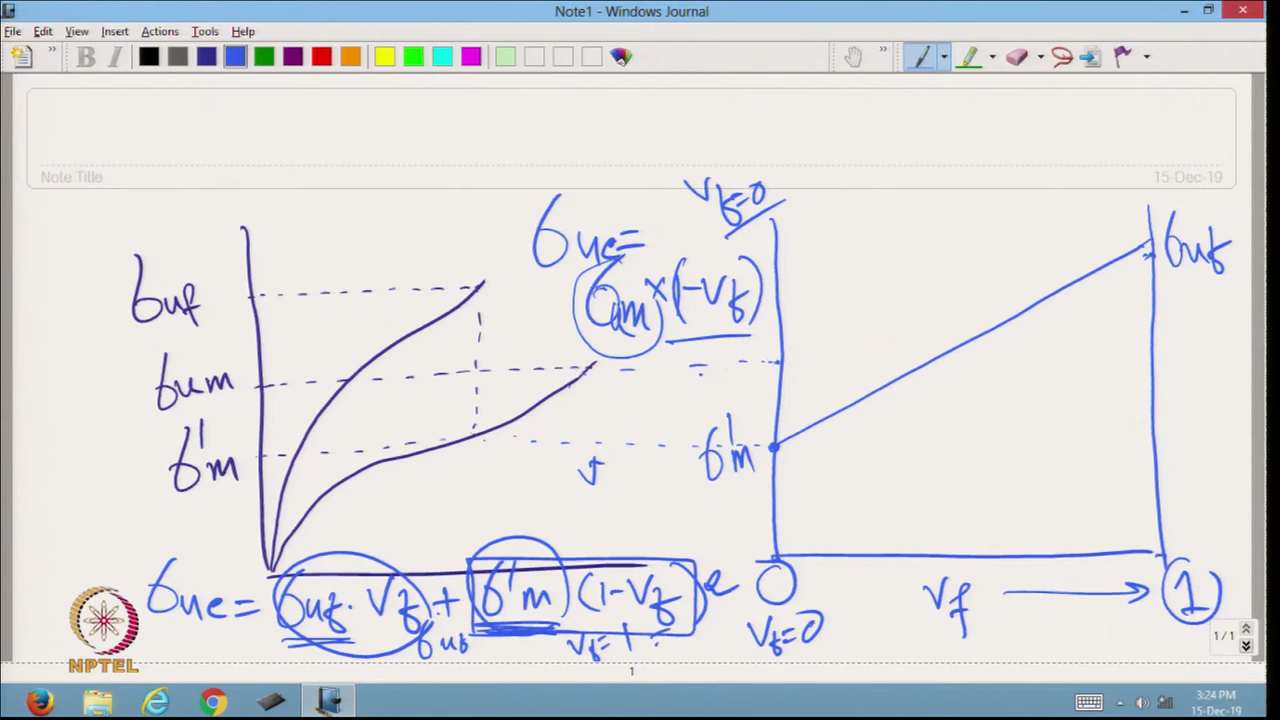 Note1 - Windows Journal
File Edit View Insert Actions Tools Help
B I
Note Title
15-Dec-19
σuf
σum
σ'm
σuc=
σum×(1-Vf)
Vf=0
σ'm
σuf
σuc= σuf· Vf + σ'm (1-Vf)
σuf
Vf=1
0
Vf=0
Vf
1
NPTEL
1
1/1
3:24 PM
15-Dec-19